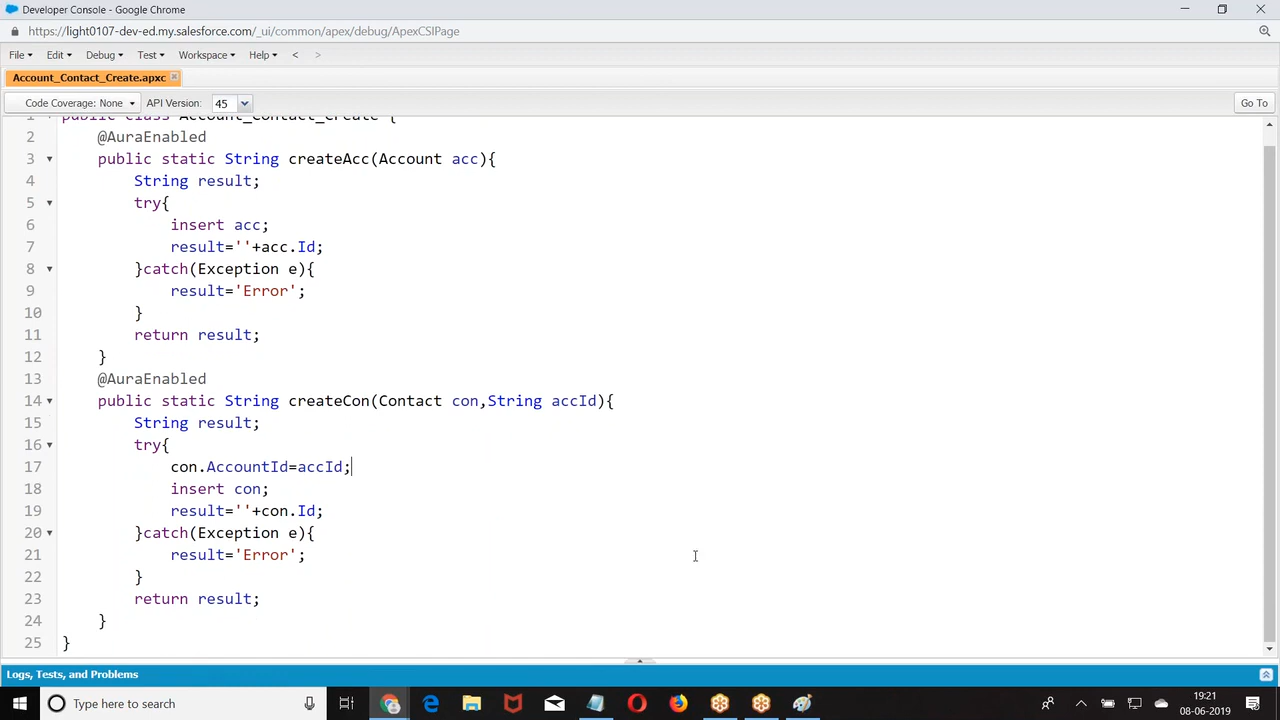 Developer Console - Google Chrome
https://light0107-dev-ed.my.salesforce.com/_ui/common/apex/debug/ApexCSIPage
File Edit Debug Test Workspace Help < >
Account_Contact_Create.apxc
Code Coverage: None API Version: 45 Go To
1 public class Account_Contact_Create {
2 @AuraEnabled
3 public static String createAcc(Account acc){
4 String result;
5 try{
6 insert acc;
7 result=''+acc.Id;
8 }catch(Exception e){
9 result='Error';
10 }
11 return result;
12 }
13 @AuraEnabled
14 public static String createCon(Contact con,String accId){
15 String result;
16 try{
17 con.AccountId=accId;
18 insert con;
19 result=''+con.Id;
20 }catch(Exception e){
21 result='Error';
22 }
23 return result;
24 }
25 }
Logs, Tests, and Problems
Type here to search
19:21
08-06-2019